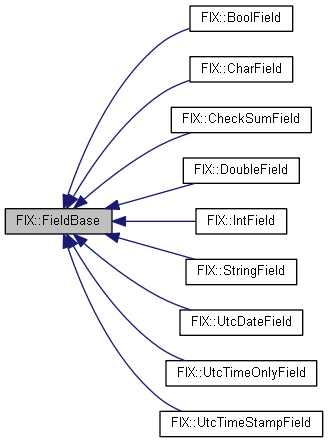 FIX::BoolField
FIX::CharField
FIX::CheckSumField
FIX::DoubleField
FIX::FieldBase
FIX::IntField
FIX::StringField
FIX::UtcDateField
FIX::UtcTimeOnlyField
FIX::UtcTimeStampField